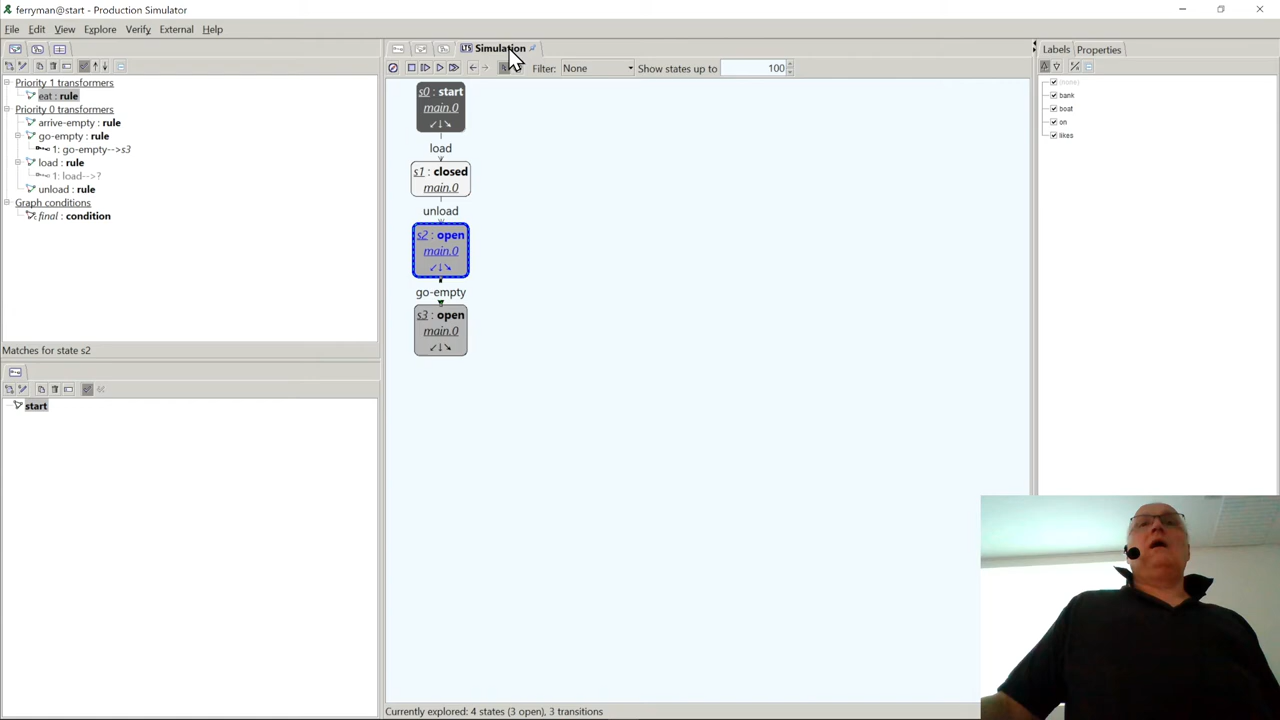 ferryman@start - Production Simulator
File Edit View Explore Verify External Help
Priority 1 transformers
eat : rule
Priority 0 transformers
arrive-empty : rule
go-empty : rule
1: go-empty-->s3
load : rule
1: load-->?
unload : rule
Graph conditions
final : condition
Matches for state s2
start
LTS Simulation
Filter: None Show states up to 100
s0 : start
main.0
load
s1 : closed
main.0
unload
s2 : open
main.0
go-empty
s3 : open
main.0
Currently explored: 4 states (3 open), 3 transitions
Labels Properties
(none)
bank
boat
on
likes